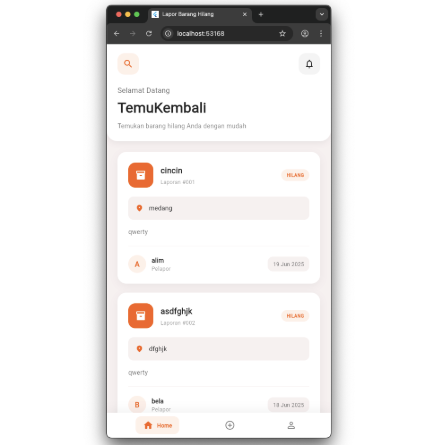 Lapor Barang Hilang
localhost:53168
Selamat Datang
TemuKembali
Temukan barang hilang Anda dengan mudah
cincin
Laporan #001
HILANG
medang
qwerty
A
alim
Pelapor
19 Jun 2025
asdfghjk
Laporan #002
HILANG
dfghjk
qwerty
B
bela
Pelapor
18 Jun 2025
Home